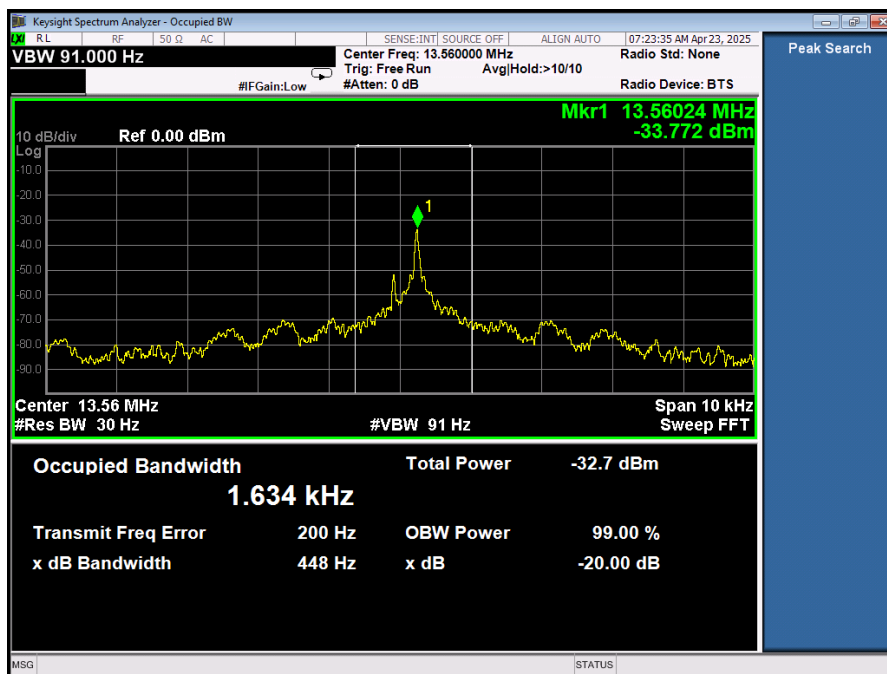 Keysight Spectrum Analyzer - Occupied BW
LXI RL RF 50 Ω AC SENSE:INT SOURCE OFF ALIGN AUTO 07:23:35 AM Apr 23, 2025
VBW 91.000 Hz
Center Freq: 13.560000 MHz Radio Std: None
Trig: Free Run Avg|Hold:>10/10
#IFGain:Low #Atten: 0 dB Radio Device: BTS
Peak Search
Mkr1 13.56024 MHz
-33.772 dBm
10 dB/div Ref 0.00 dBm
Log
-10.0
-20.0
-30.0
-40.0
-50.0
-60.0
-70.0
-80.0
-90.0
1
Center 13.56 MHz Span 10 kHz
#Res BW 30 Hz #VBW 91 Hz Sweep FFT
Occupied Bandwidth Total Power -32.7 dBm
1.634 kHz
Transmit Freq Error 200 Hz OBW Power 99.00 %
x dB Bandwidth 448 Hz x dB -20.00 dB
MSG STATUS